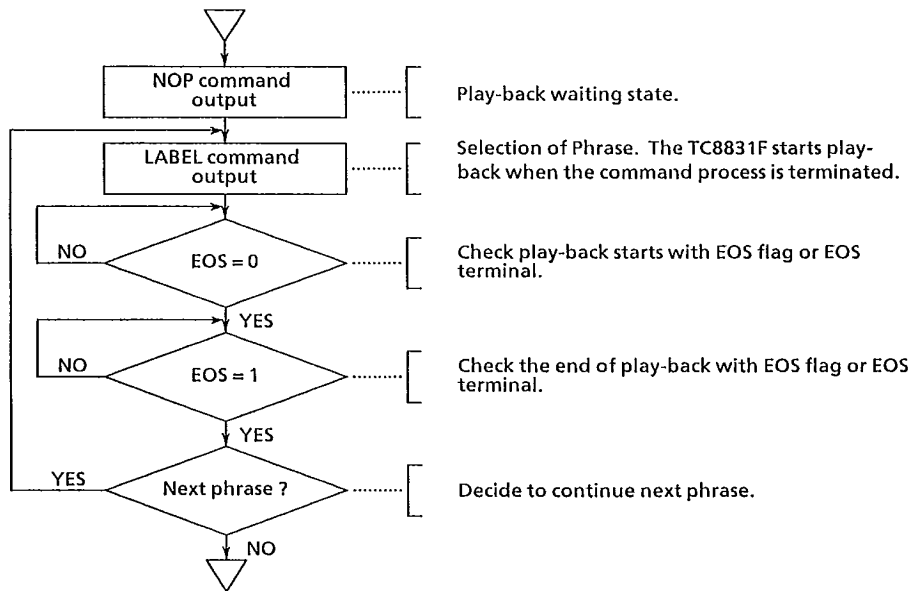 NOP command
output
Play-back waiting state.
LABEL command
output
Selection of Phrase. The TC8831F starts play-
back when the command process is terminated.
NO
EOS = 0
Check play-back starts with EOS flag or EOS
terminal.
YES
NO
EOS = 1
Check the end of play-back with EOS flag or EOS
terminal.
YES
YES
Next phrase ?
Decide to continue next phrase.
NO